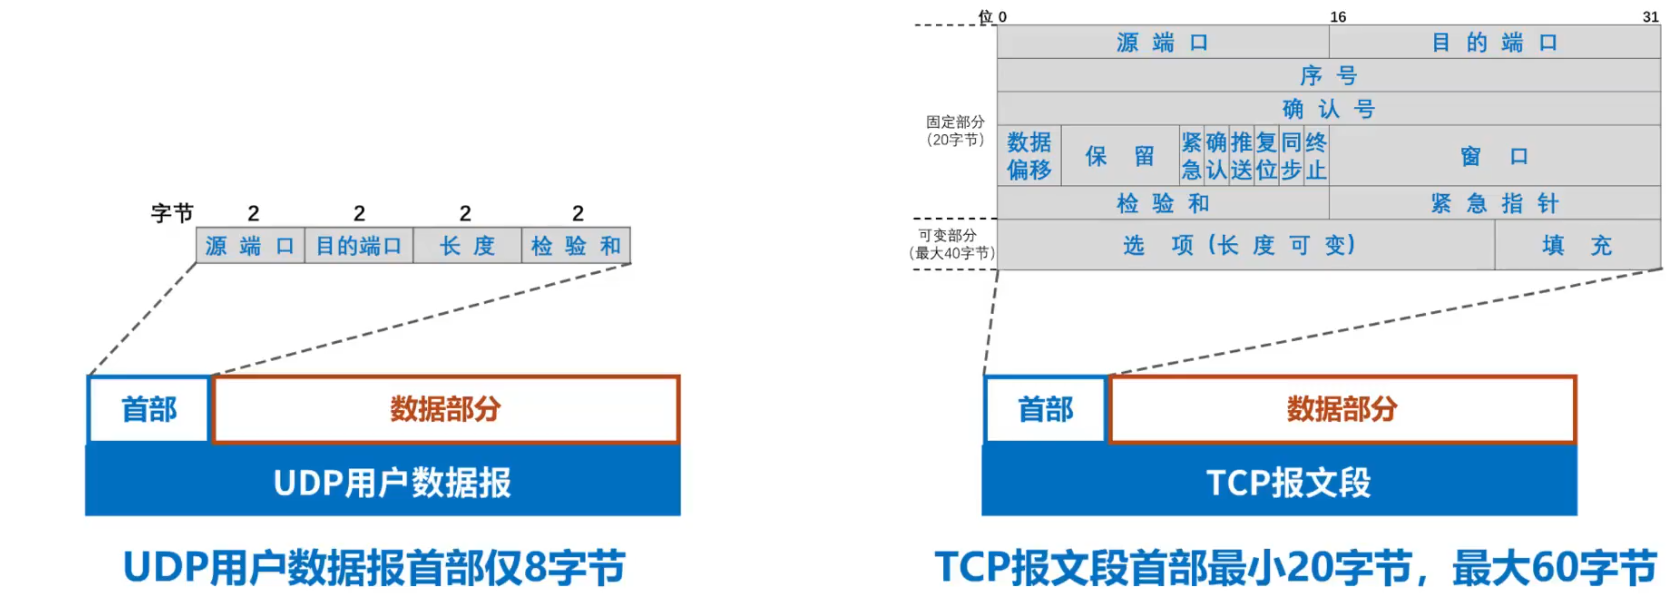 字节 2 2 2 2
源端口 目的端口 长度 检验和
首部 数据部分
UDP用户数据报
UDP用户数据报首部仅8字节
位 0 16 31
源端口 目的端口
序号
确认号
固定部分
(20字节)
数据
偏移
保留
紧急
确认
推送
复位
同步
终止
窗口
检验和 紧急指针
可变部分
(最大40字节)
选项(长度可变) 填充
首部 数据部分
TCP报文段
TCP报文段首部最小20字节，最大60字节